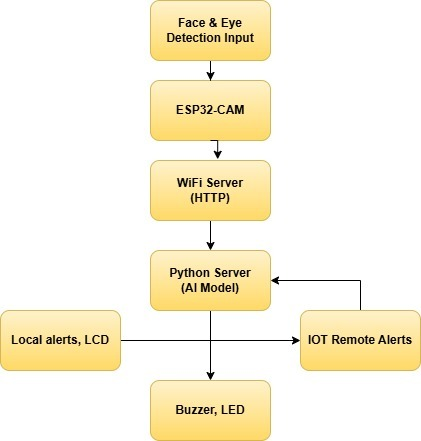 Face & Eye
Detection Input
ESP32-CAM
WiFi Server
(HTTP)
Python Server
(AI Model)
Local alerts, LCD
IOT Remote Alerts
Buzzer, LED